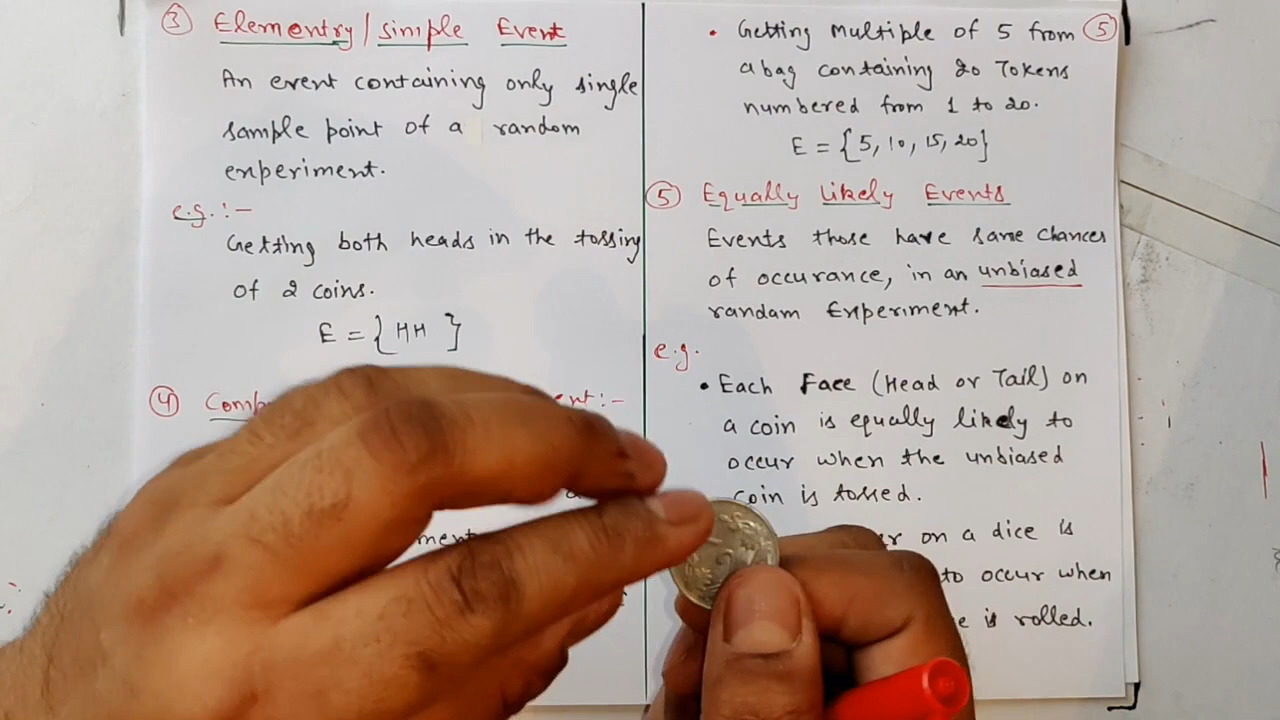 ③ Elementry/simple Event
An event containing only single
sample point of a random
experiment.
e.g.:-
Getting both heads in the tossing
of 2 coins.
E = {HH}
④
• Getting Multiple of 5 from ⑤
a bag containing 20 Tokens
numbered from 1 to 20.
E = {5, 10, 15, 20}
⑤ Equally likely Events
Events those have same chances
of occurance, in an unbiased
randam Experiment.
e.g.
• Each Face (Head or Tail) on
a coin is equally likely to
occur when the unbiased
coin is tossed.
on a dice is
to occur when
is rolled.